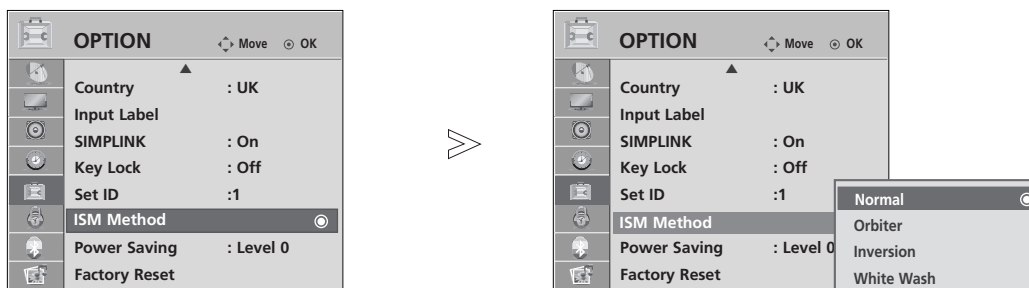 OPTION Move OK
Country : UK
Input Label
SIMPLINK : On
Key Lock : Off
Set ID :1
ISM Method
Power Saving : Level 0
Factory Reset
OPTION Move OK
Country : UK
Input Label
SIMPLINK : On
Key Lock : Off
Set ID :1
ISM Method
Power Saving : Level 0
Factory Reset
Normal
Orbiter
Inversion
White Wash